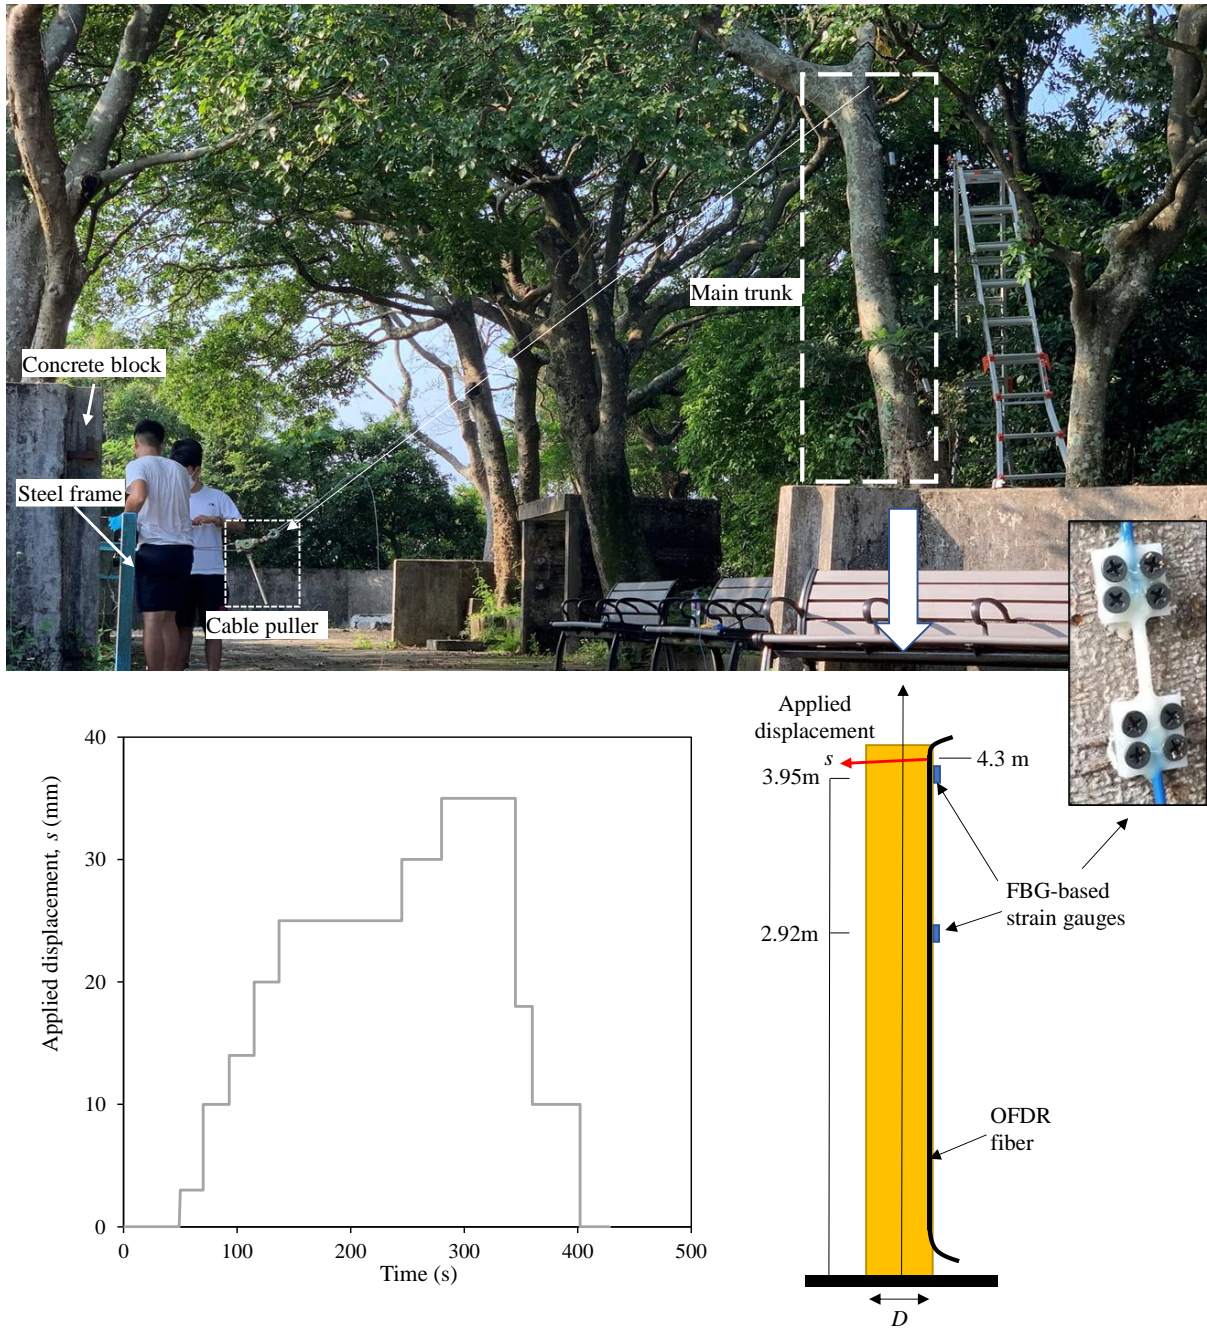 Main trunk
Concrete block
Steel frame
Cable puller
Applied displacement, s (mm)
40
30
20
10
0
0
100
200
300
400
500
Time (s)
Applied
displacement
s
4.3 m
3.95m
FBG-based
strain gauges
2.92m
OFDR
fiber
D